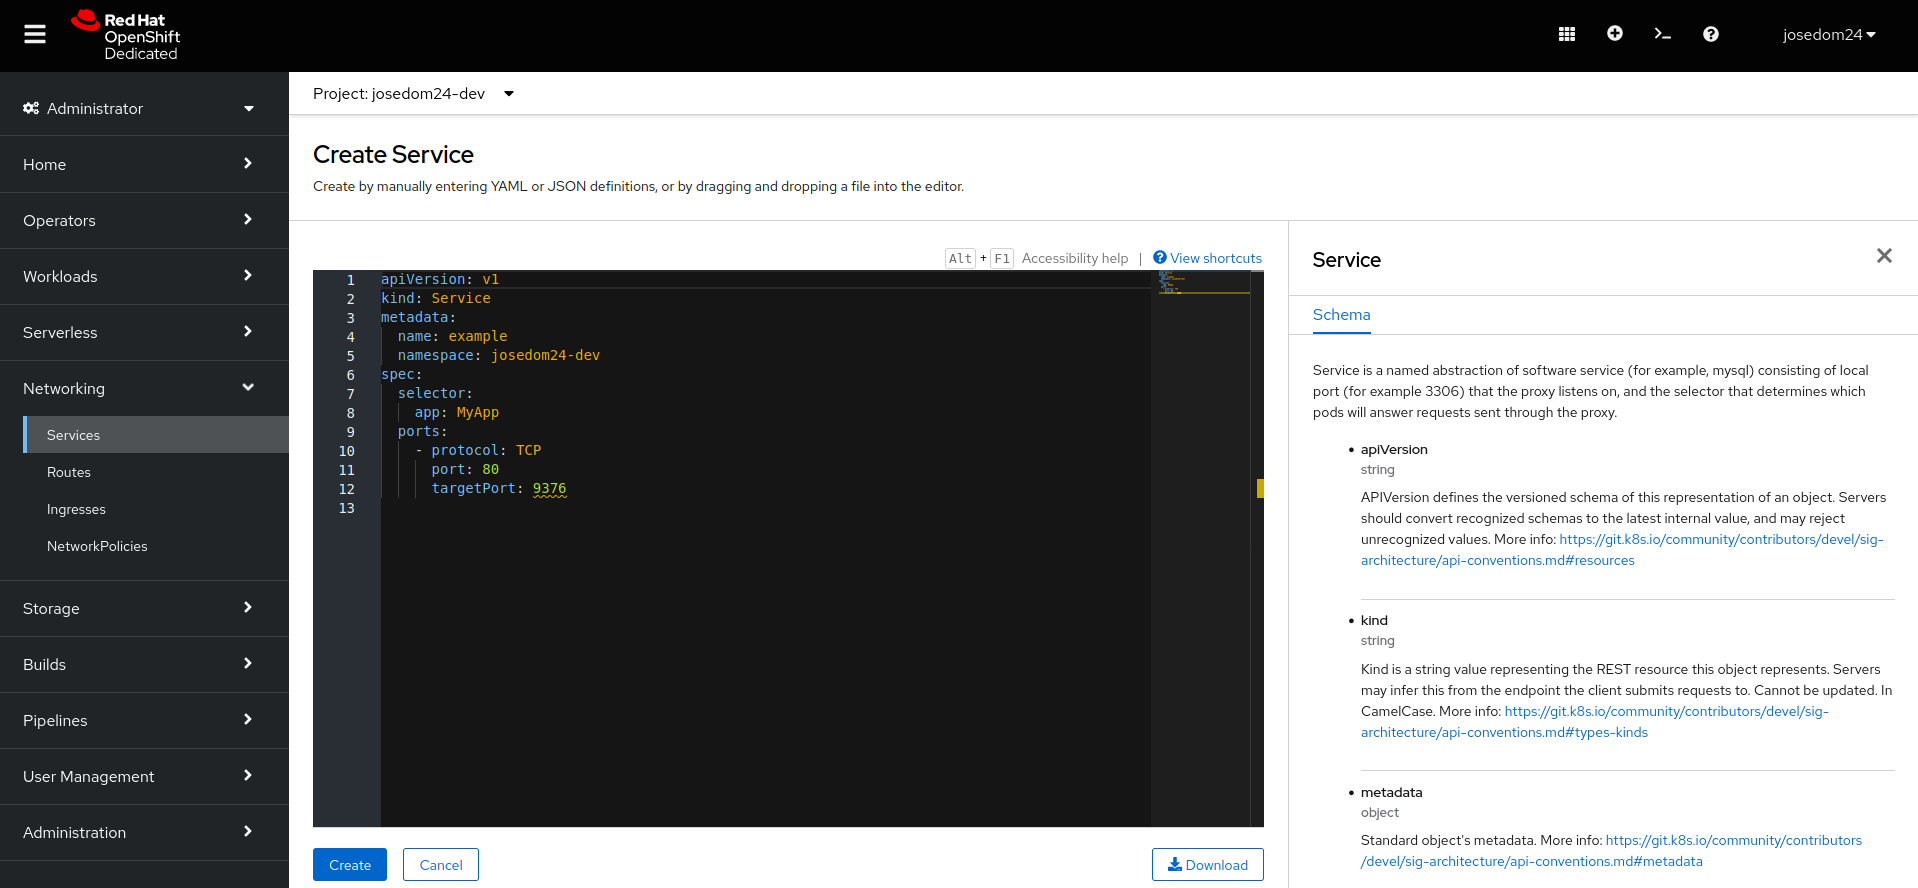 Red Hat
OpenShift
Dedicated
josedom24
Administrator
Home
Operators
Workloads
Serverless
Networking
Services
Routes
Ingresses
NetworkPolicies
Storage
Builds
Pipelines
User Management
Administration
Project: josedom24-dev
Create Service
Create by manually entering YAML or JSON definitions, or by dragging and dropping a file into the editor.
Alt + F1 Accessibility help | View shortcuts
1 apiVersion: v1
2 kind: Service
3 metadata:
4 name: example
5 namespace: josedom24-dev
6 spec:
7 selector:
8 app: MyApp
9 ports:
10 - protocol: TCP
11 port: 80
12 targetPort: 9376
13
Create
Cancel
Download
Service
Schema
Service is a named abstraction of software service (for example, mysql) consisting of local
port (for example 3306) that the proxy listens on, and the selector that determines which
pods will answer requests sent through the proxy.
• apiVersion
string
APIVersion defines the versioned schema of this representation of an object. Servers
should convert recognized schemas to the latest internal value, and may reject
unrecognized values. More info: https://git.k8s.io/community/contributors/devel/sig-
architecture/api-conventions.md#resources
• kind
string
Kind is a string value representing the REST resource this object represents. Servers
may infer this from the endpoint the client submits requests to. Cannot be updated. In
CamelCase. More info: https://git.k8s.io/community/contributors/devel/sig-
architecture/api-conventions.md#types-kinds
• metadata
object
Standard object's metadata. More info: https://git.k8s.io/community/contributors
/devel/sig-architecture/api-conventions.md#metadata